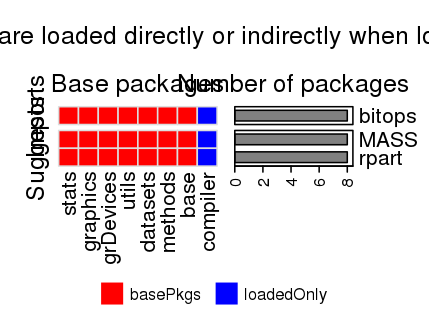 are loaded directly or indirectly when lo
Base packages
Number of packages
Imports
Suggests
bitops
MASS
rpart
stats
graphics
grDevices
utils
datasets
methods
base
compiler
0 2 4 6 8
basePkgs
loadedOnly